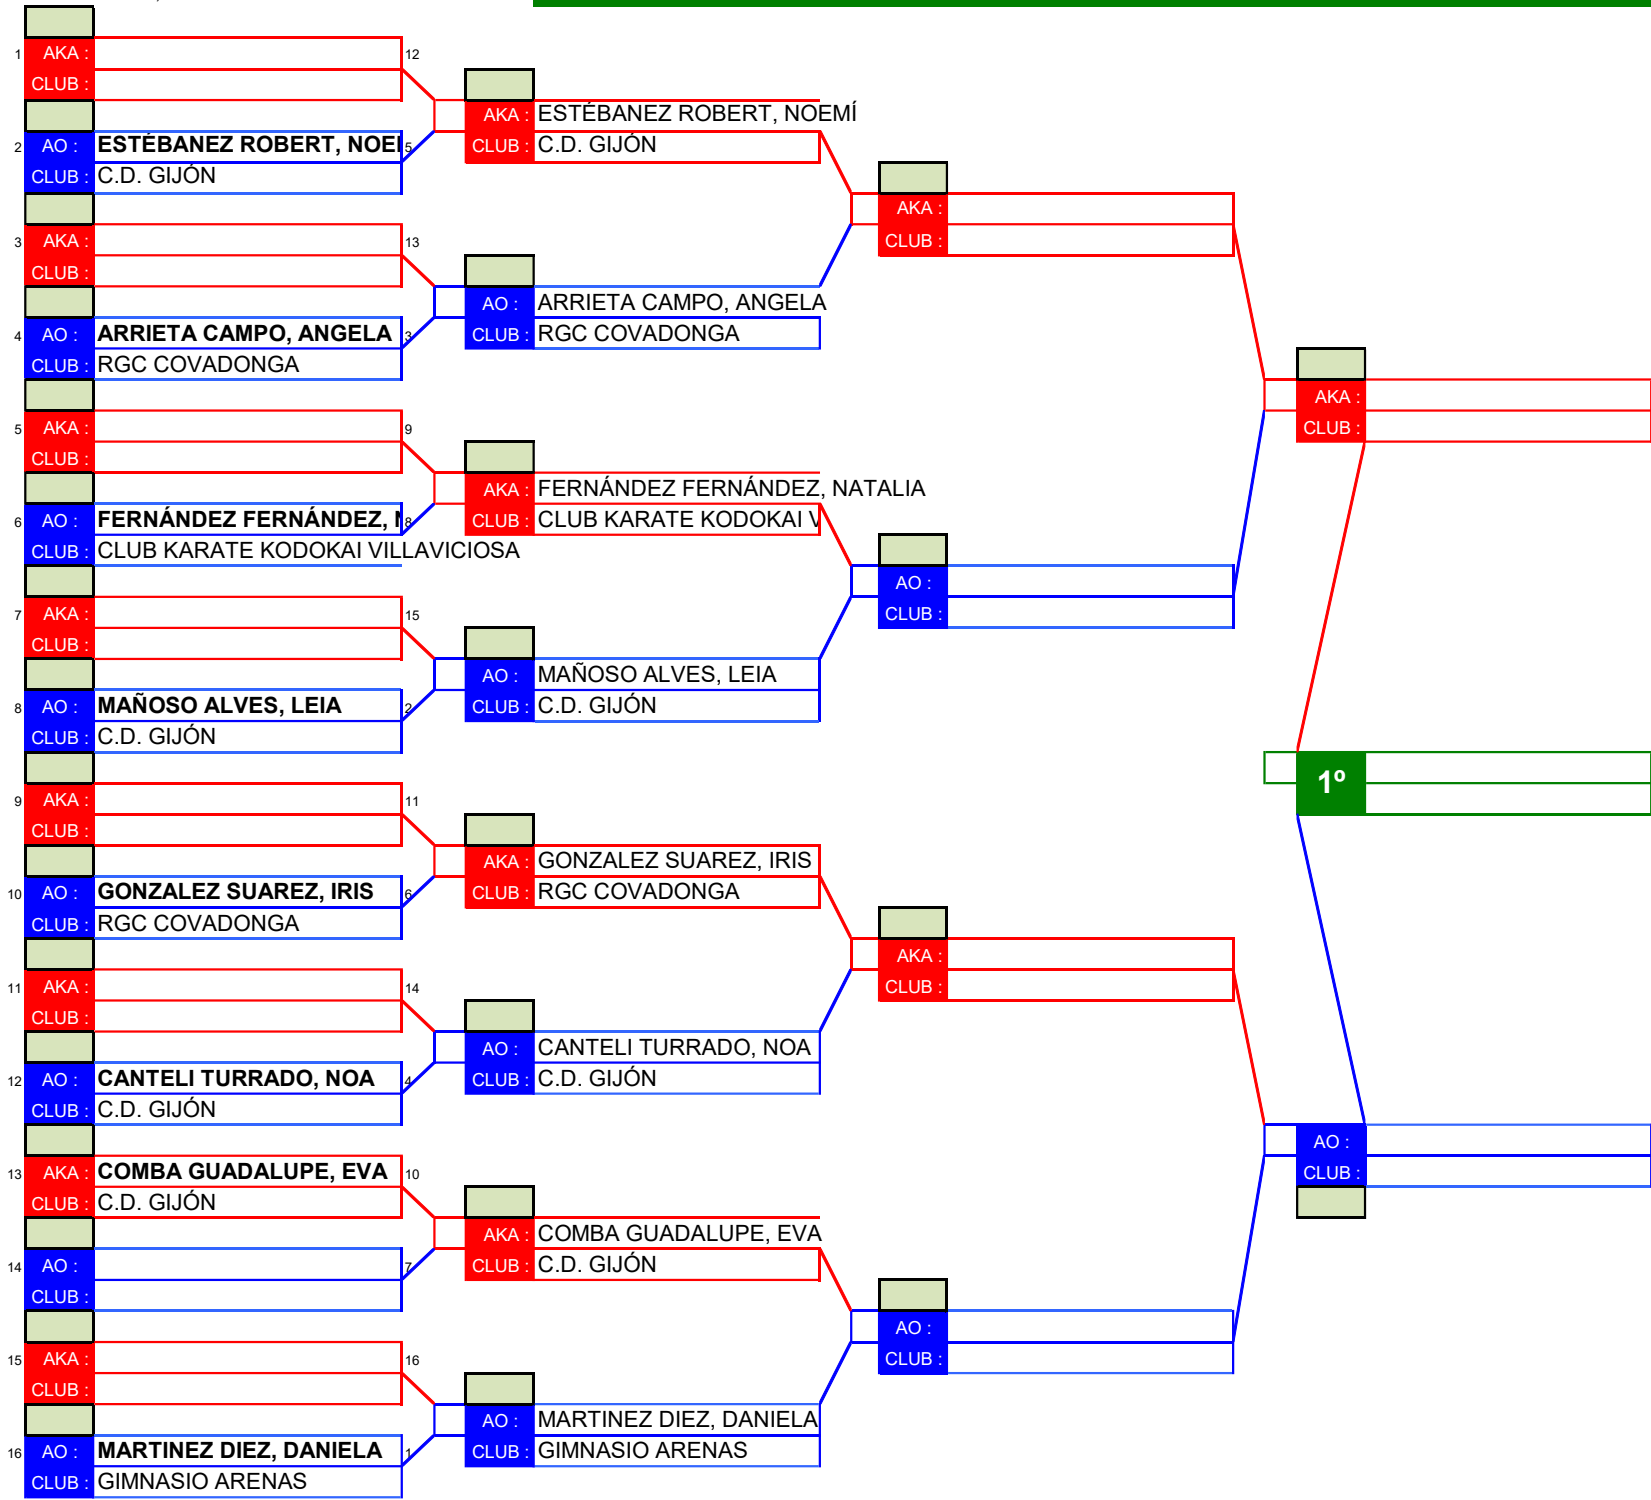 1 AKA : 12
CLUB :
2 AO : ESTÉBANEZ ROBERT, NOEM 5
CLUB : C.D. GIJÓN
3 AKA : 13
CLUB :
4 AO : ARRIETA CAMPO, ANGELA 3
CLUB : RGC COVADONGA
5 AKA : 9
CLUB :
6 AO : FERNÁNDEZ FERNÁNDEZ, 8
CLUB : CLUB KARATE KODOKAI VILLAVICIOSA
7 AKA : 15
CLUB :
8 AO : MAÑOSO ALVES, LEIA 2
CLUB : C.D. GIJÓN
9 AKA : 11
CLUB :
10 AO : GONZALEZ SUAREZ, IRIS 6
CLUB : RGC COVADONGA
11 AKA : 14
CLUB :
12 AO : CANTELI TURRADO, NOA 4
CLUB : C.D. GIJÓN
13 AKA : COMBA GUADALUPE, EVA 10
CLUB : C.D. GIJÓN
14 AO : 7
CLUB :
15 AKA : 16
CLUB :
16 AO : MARTINEZ DIEZ, DANIELA 1
CLUB : GIMNASIO ARENAS
AKA : ESTÉBANEZ ROBERT, NOEMÍ
CLUB : C.D. GIJÓN
AO : ARRIETA CAMPO, ANGELA
CLUB : RGC COVADONGA
AKA : FERNÁNDEZ FERNÁNDEZ, NATALIA
CLUB : CLUB KARATE KODOKAI V
AO : MAÑOSO ALVES, LEIA
CLUB : C.D. GIJÓN
AKA : GONZALEZ SUAREZ, IRIS
CLUB : RGC COVADONGA
AO : CANTELI TURRADO, NOA
CLUB : C.D. GIJÓN
AKA : COMBA GUADALUPE, EVA
CLUB : C.D. GIJÓN
AO : MARTINEZ DIEZ, DANIELA
CLUB : GIMNASIO ARENAS
AKA :
CLUB :
AO :
CLUB :
AKA :
CLUB :
AO :
CLUB :
AKA :
CLUB :
1º
AO :
CLUB :